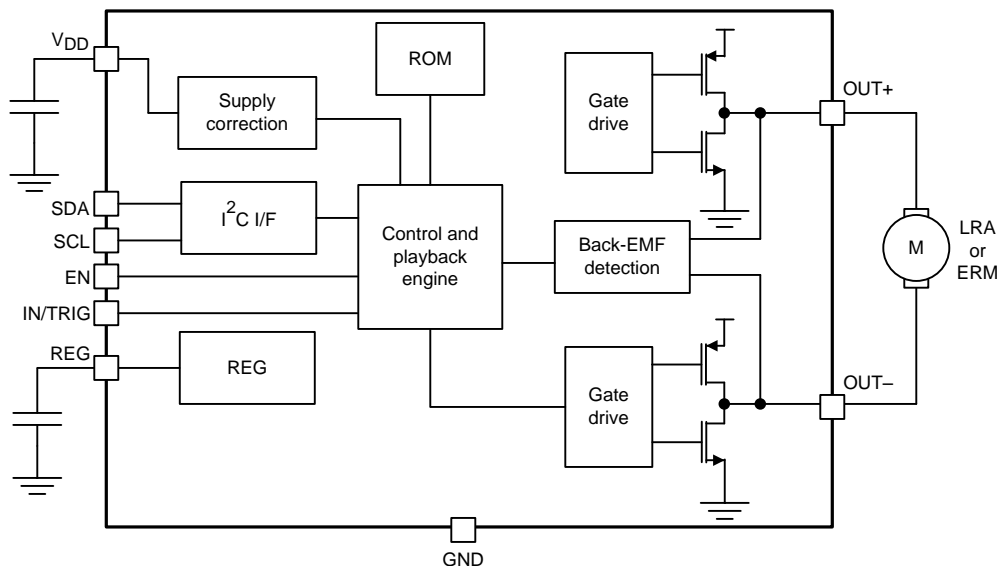 VDD
Supply
correction
ROM
Gate
drive
OUT+
SDA
SCL
I2C I/F
EN
IN/TRIG
REG
REG
Control and
playback
engine
Back-EMF
detection
M
LRA
or
ERM
Gate
drive
OUT–
GND